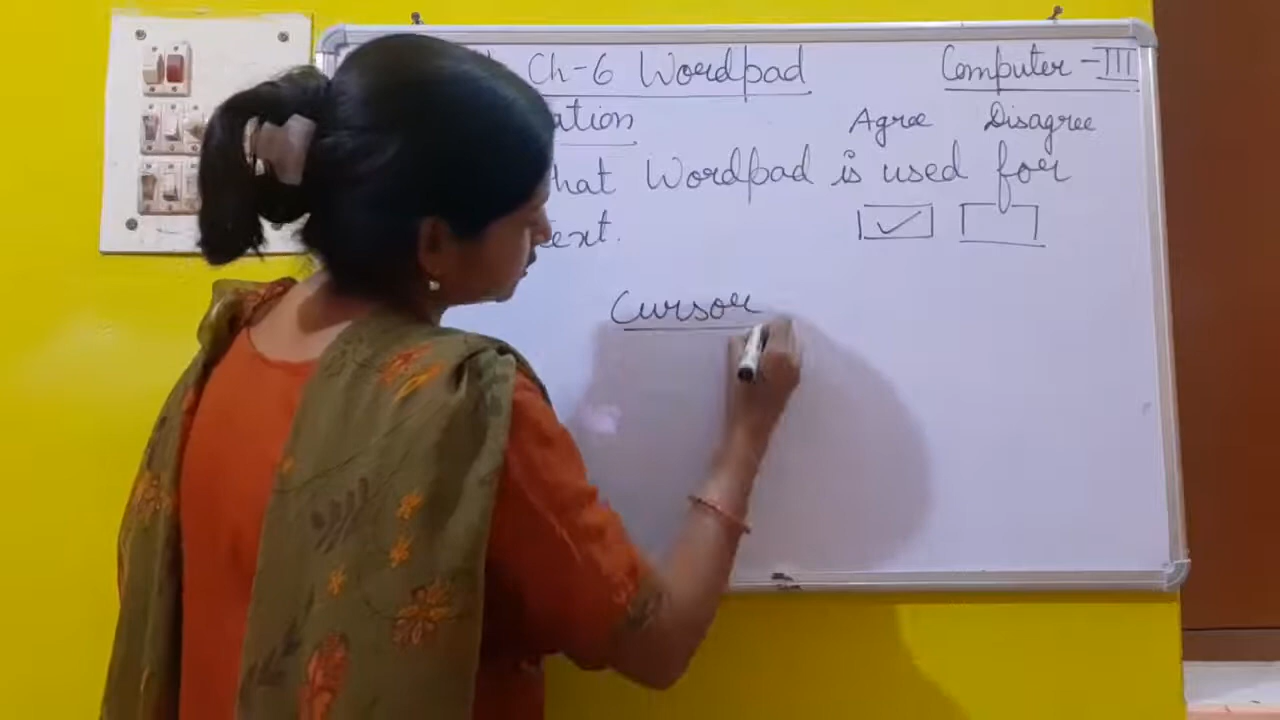 Ch-6 Wordpad Computer-III
ation Agree Disagree
hat Wordpad is used for
ext.
Cursor